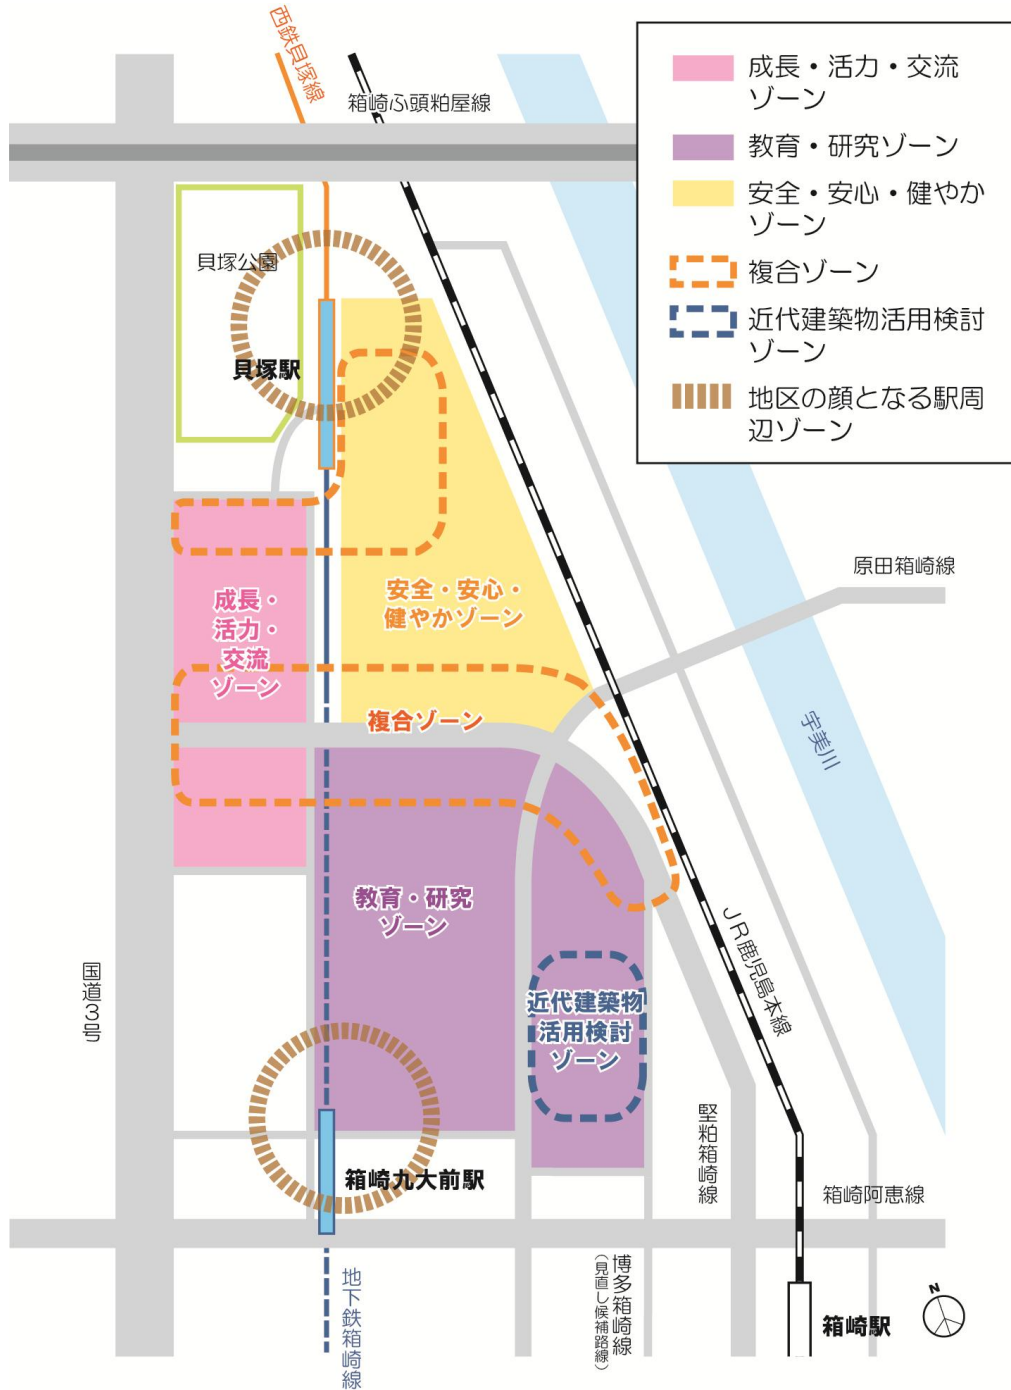 西鉄貝塚線
箱崎ふ頭粕屋線
成長・活力・交流
ゾーン
教育・研究ゾーン
安全・安心・健やか
ゾーン
複合ゾーン
近代建築物活用検討
ゾーン
地区の顔となる駅周
辺ゾーン
貝塚公園
貝塚駅
原田箱崎線
安全・安心・
健やかゾーン
成長・
活力・
交流
ゾーン
複合ゾーン
宇美川
教育・研究
ゾーン
JR鹿児島本線
国道3号
近代建築物
活用検討
ゾーン
堅粕箱崎線
箱崎九大前駅
箱崎阿恵線
地下鉄箱崎線
博多箱崎線
(見直し候補路線)
N
箱崎駅